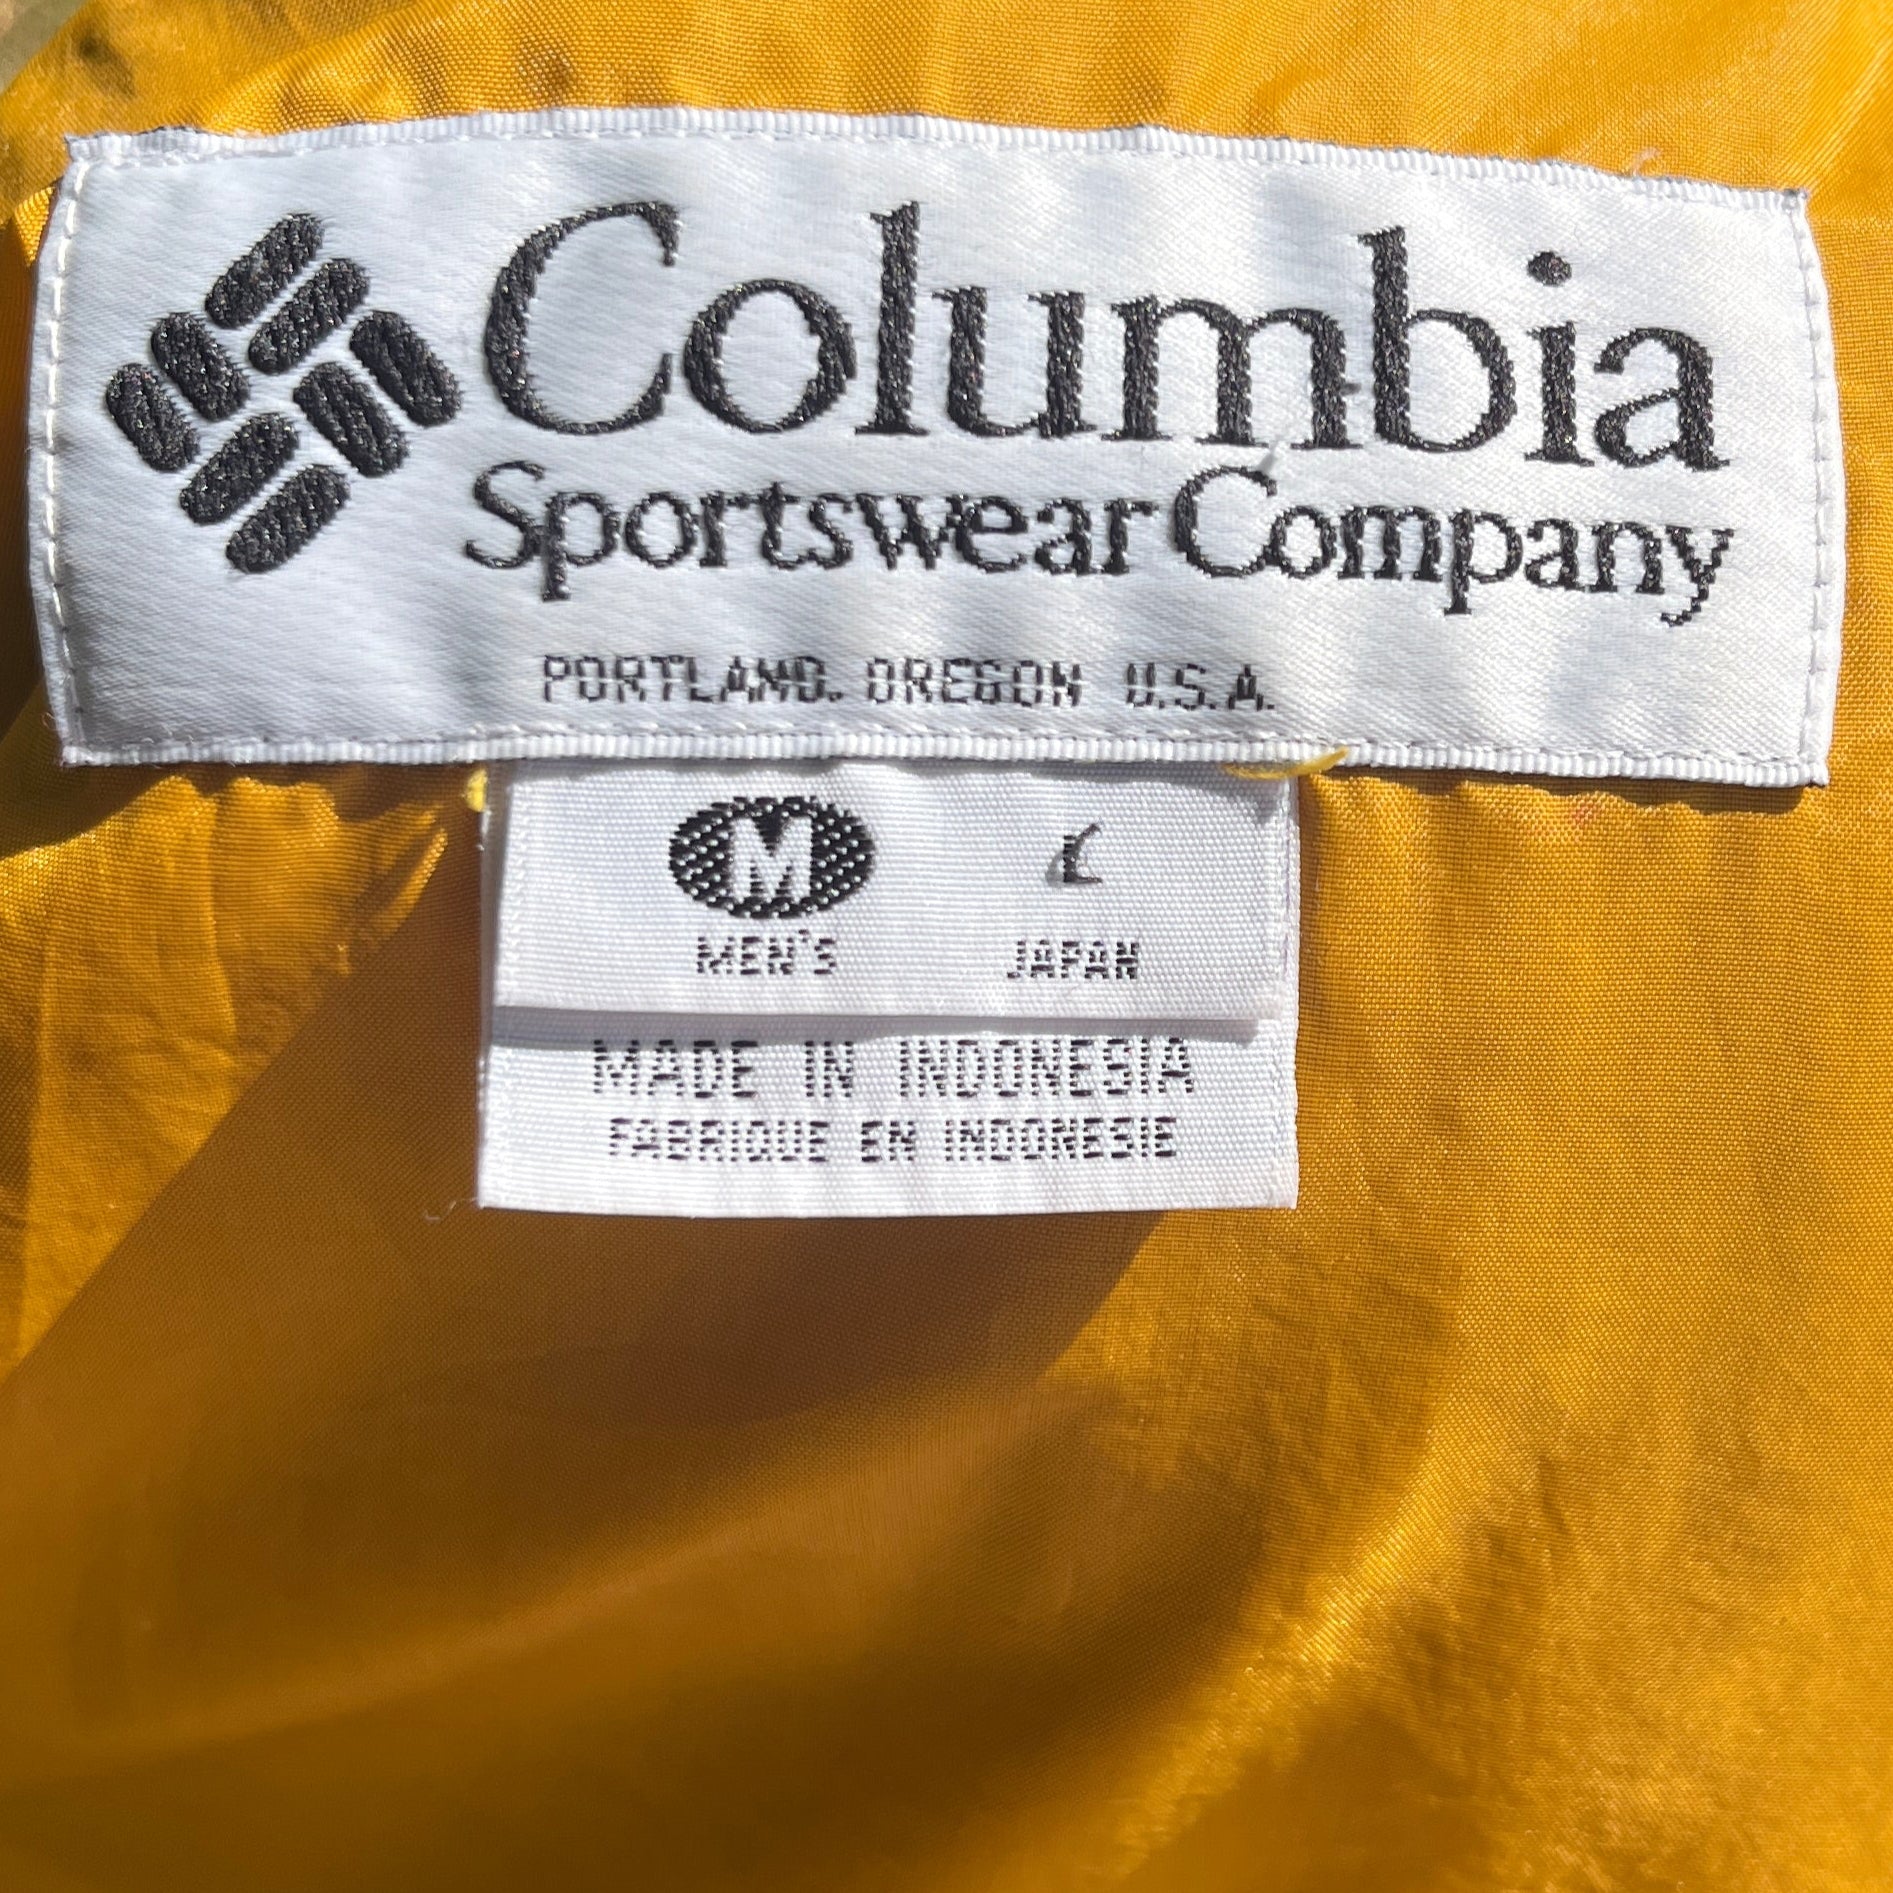 Columbia
Sportswear Company
PORTLAND. OREGON U.S.A.
M L
MEN'S JAPAN
MADE IN INDONESIA
FABRIQUE EN INDONESIE